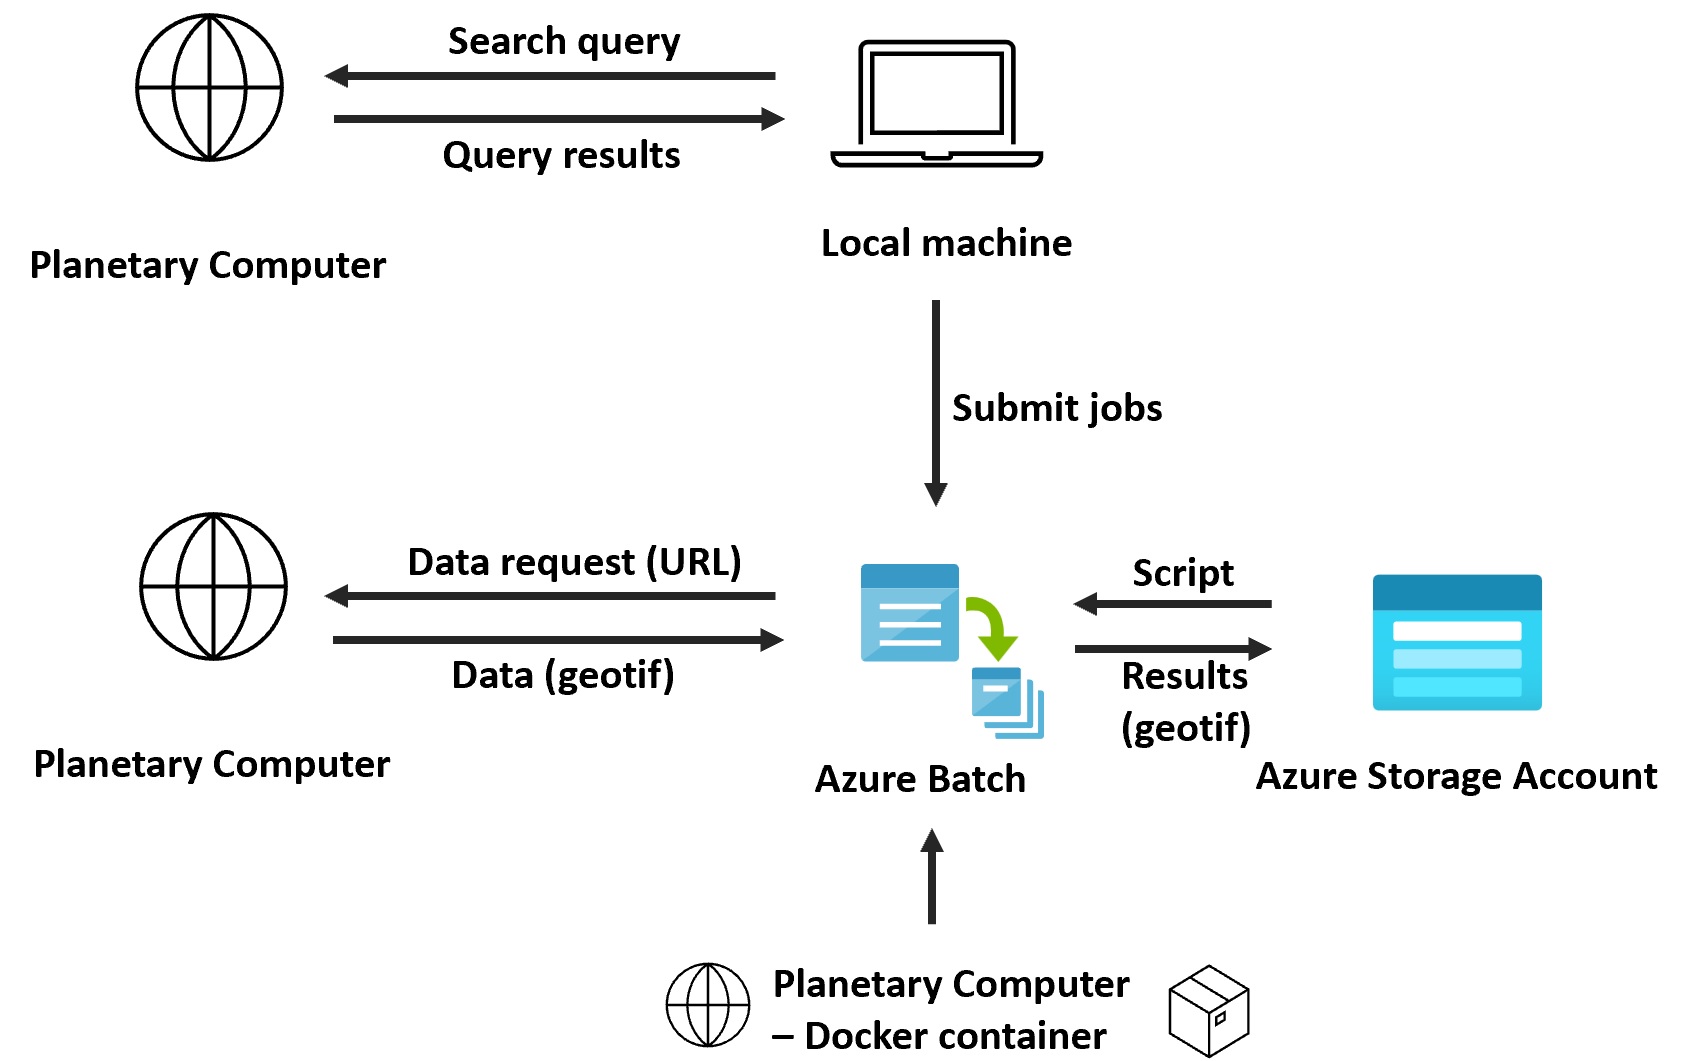 Search query
Query results
Planetary Computer
Local machine
Submit jobs
Data request (URL)
Data (geotif)
Planetary Computer
Script
Results
(geotif)
Azure Batch
Azure Storage Account
Planetary Computer
– Docker container